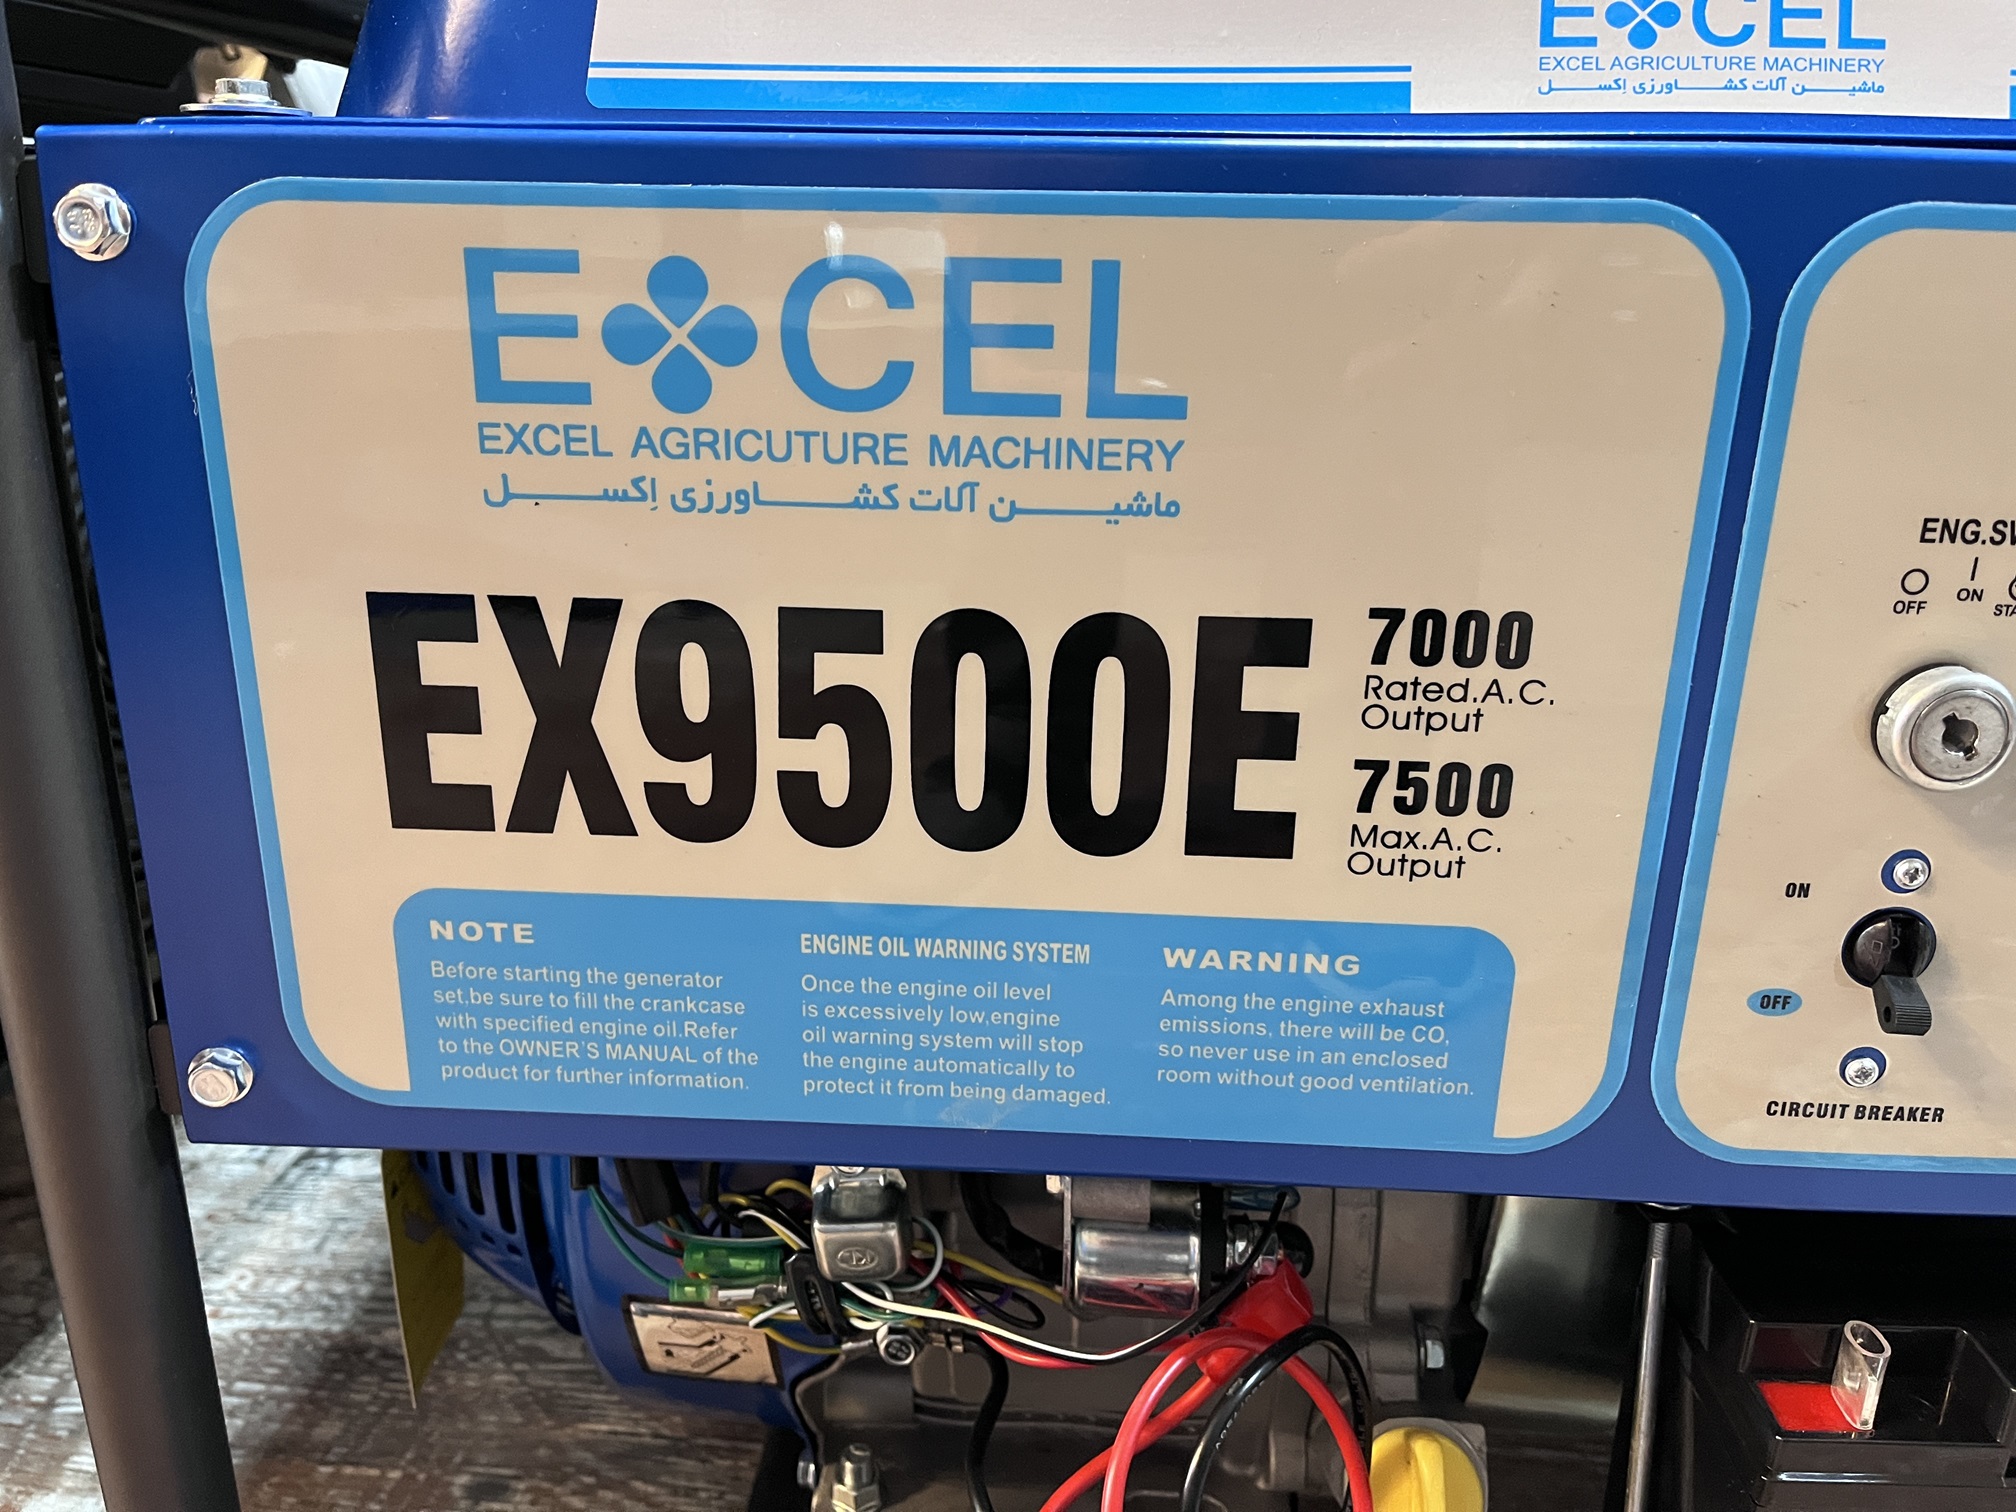 EXCEL
EXCEL AGRICULTURE MACHINERY
ماشیـــن آلات کشـــاورزی اِکســـل
EXCEL
EXCEL AGRICUTURE MACHINERY
ماشیـــن آلات کشـــاورزی اِکســـل
EX9500E
7000
Rated.A.C.
Output
7500
Max.A.C.
Output
NOTE
Before starting the generator
set,be sure to fill the crankcase
with specified engine oil.Refer
to the OWNER'S MANUAL of the
product for further information.
ENGINE OIL WARNING SYSTEM
Once the engine oil level
is excessively low,engine
oil warning system will stop
the engine automatically to
protect it from being damaged.
WARNING
Among the engine exhaust
emissions, there will be CO,
so never use in an enclosed
room without good ventilation.
OFF
ON
ON
OFF
CIRCUIT BREAKER